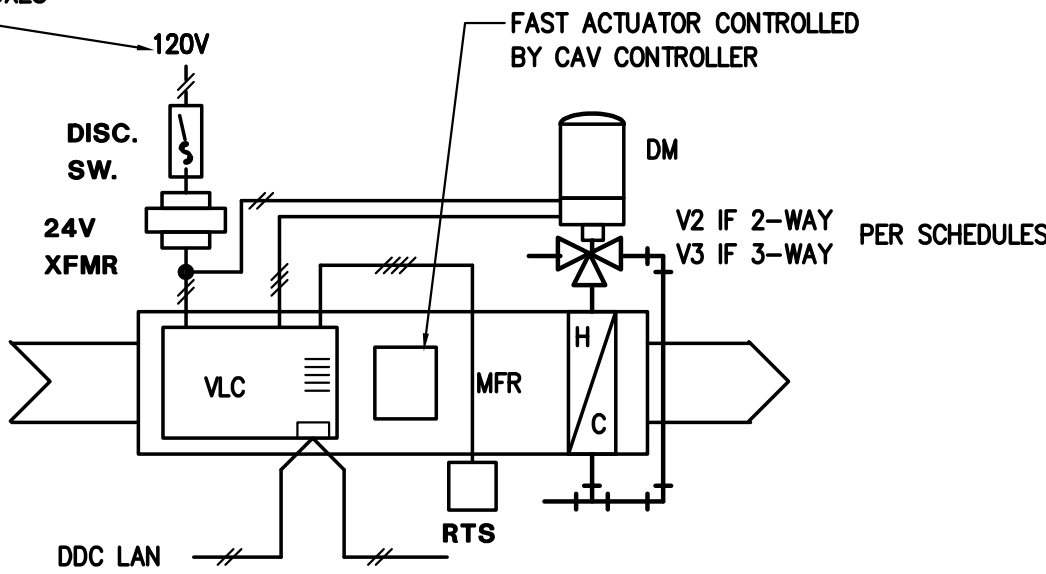 120V
FAST ACTUATOR CONTROLLED
BY CAV CONTROLLER
DISC.
SW.
DM
24V
XFMR
V2 IF 2-WAY
V3 IF 3-WAY
PER SCHEDULES
H
VLC
MFR
C
RTS
DDC LAN